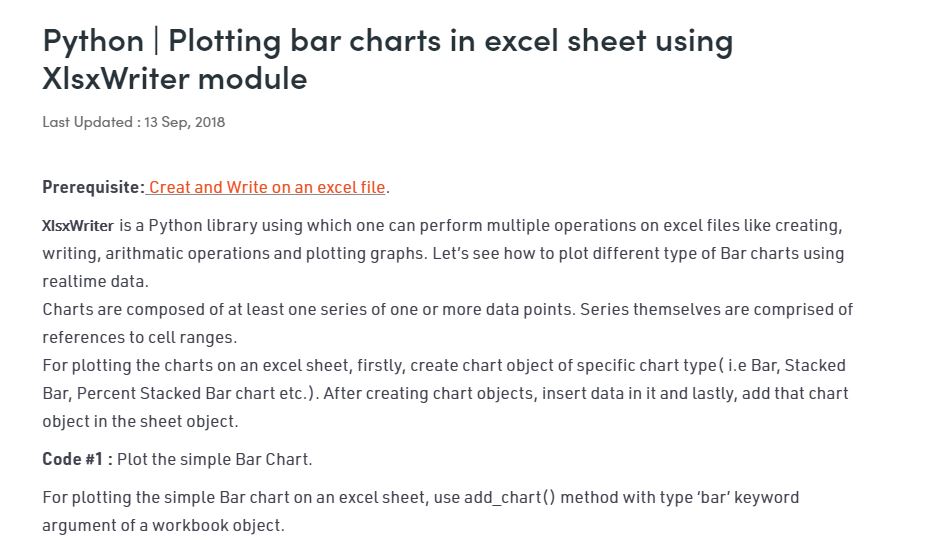 Python | Plotting bar charts in excel sheet using
XlsxWriter module
Last Updated : 13 Sep, 2018
Prerequisite: Creat and Write on an excel file.
XlsxWriter is a Python library using which one can perform multiple operations on excel files like creating,
writing, arithmatic operations and plotting graphs. Let’s see how to plot different type of Bar charts using
realtime data.
Charts are composed of at least one series of one or more data points. Series themselves are comprised of
references to cell ranges.
For plotting the charts on an excel sheet, firstly, create chart object of specific chart type( i.e Bar, Stacked
Bar, Percent Stacked Bar chart etc.). After creating chart objects, insert data in it and lastly, add that chart
object in the sheet object.
Code #1 : Plot the simple Bar Chart.
For plotting the simple Bar chart on an excel sheet, use add_chart() method with type ‘bar’ keyword
argument of a workbook object.